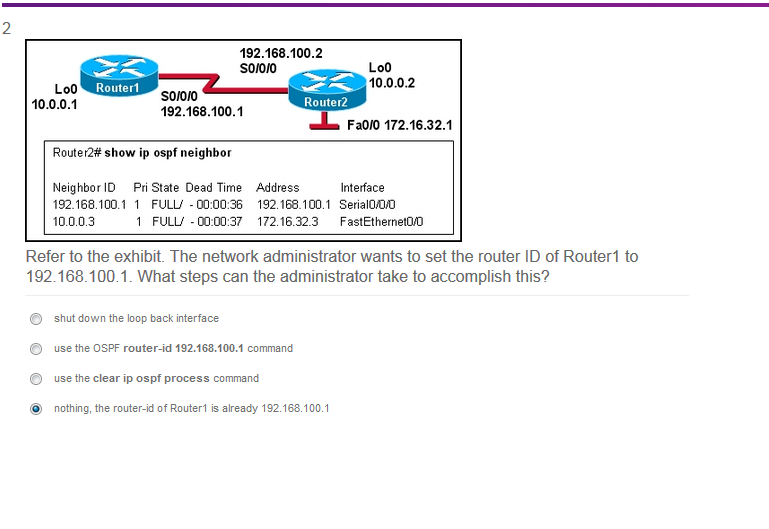 2
192.168.100.2
S0/0/0
Lo0
10.0.0.2
Lo0
10.0.0.1
Router1
S0/0/0
192.168.100.1
Router2
Fa0/0 172.16.32.1
Router2# show ip ospf neighbor
Neighbor ID Pri State Dead Time Address Interface
192.168.100.1 1 FULL/ - 00:00:36 192.168.100.1 Serial0/0/0
10.0.0.3 1 FULL/ - 00:00:37 172.16.32.3 FastEthernet0/0
Refer to the exhibit. The network administrator wants to set the router ID of Router1 to
192.168.100.1. What steps can the administrator take to accomplish this?
shut down the loop back interface
use the OSPF router-id 192.168.100.1 command
use the clear ip ospf process command
nothing, the router-id of Router1 is already 192.168.100.1